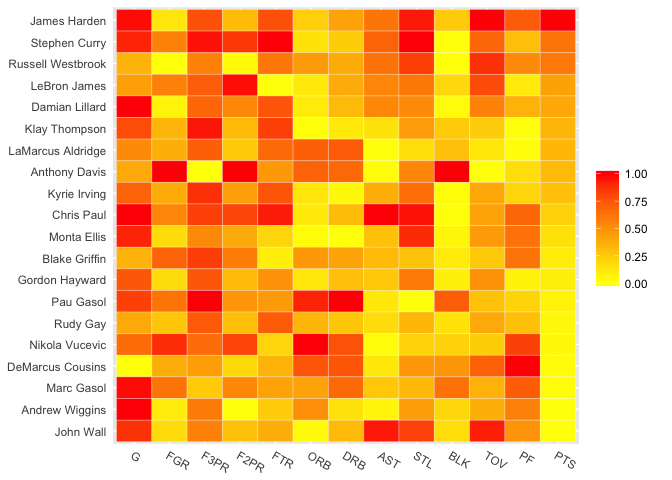 James Harden
Stephen Curry
Russell Westbrook
LeBron James
Damian Lillard
Klay Thompson
LaMarcus Aldridge
Anthony Davis
Kyrie Irving
Chris Paul
Monta Ellis
Blake Griffin
Gordon Hayward
Pau Gasol
Rudy Gay
Nikola Vucevic
DeMarcus Cousins
Marc Gasol
Andrew Wiggins
John Wall
G FGR F3PR F2PR FTR ORB DRB AST STL BLK TOV PF PTS
1.00
0.75
0.50
0.25
0.00